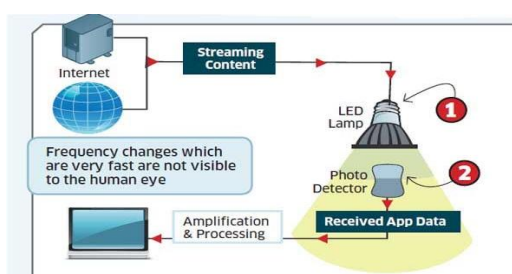 Internet
Streaming
Content
LED
Lamp
1
Frequency changes which
are very fast are not visible
to the human eye
Photo
Detector
2
Amplification
& Processing
Received App Data